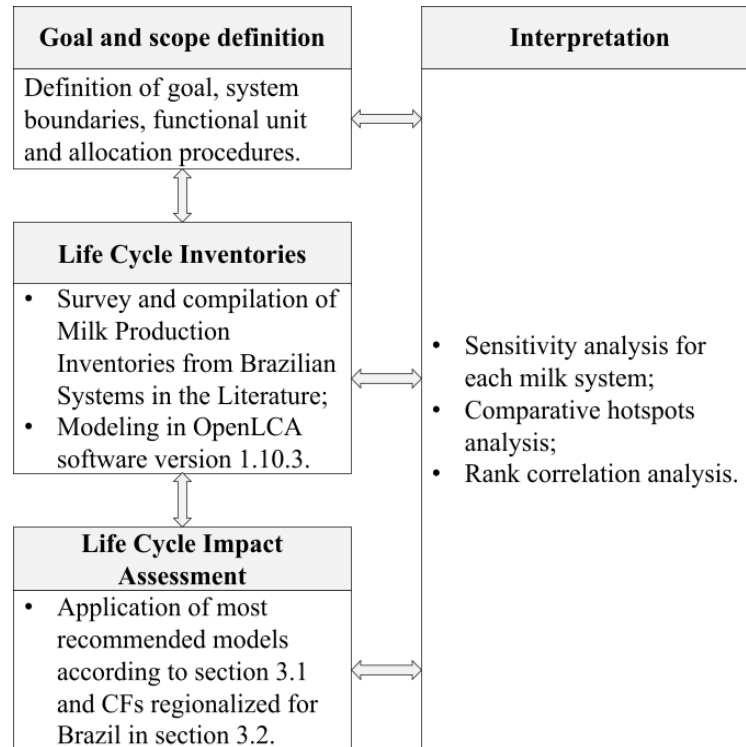 Goal and scope definition
Definition of goal, system
boundaries, functional unit
and allocation procedures.
Life Cycle Inventories
• Survey and compilation of
Milk Production
Inventories from Brazilian
Systems in the Literature;
• Modeling in OpenLCA
software version 1.10.3.
Life Cycle Impact
Assessment
• Application of most
recommended models
according to section 3.1
and CFs regionalized for
Brazil in section 3.2.
Interpretation
• Sensitivity analysis for
each milk system;
• Comparative hotspots
analysis;
• Rank correlation analysis.